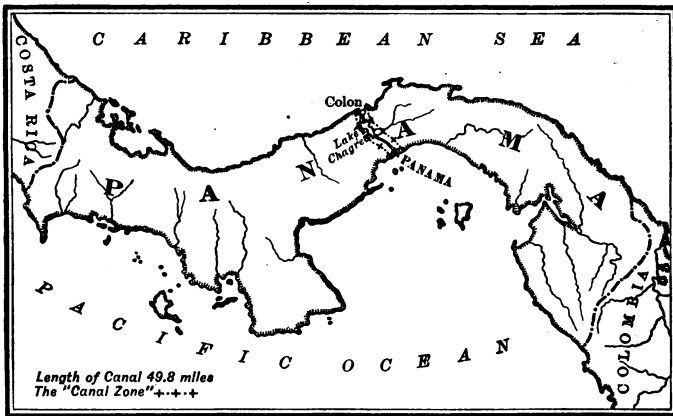 CARIBBEAN SEA
COSTA RICA
Colon
Lake
Chagres
PANAMA
PANAMA
COLOMBIA
PACIFIC OCEAN
Length of Canal 49.8 miles
The "Canal Zone" +·+·+